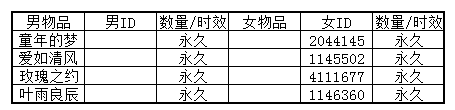 男物品 男ID 数量/时效 女物品 女ID 数量/时效
童年的梦 永久 2044145 永久
爱如清风 永久 1145502 永久
玫瑰之约 永久 4111677 永久
叶雨良辰 永久 1146360 永久